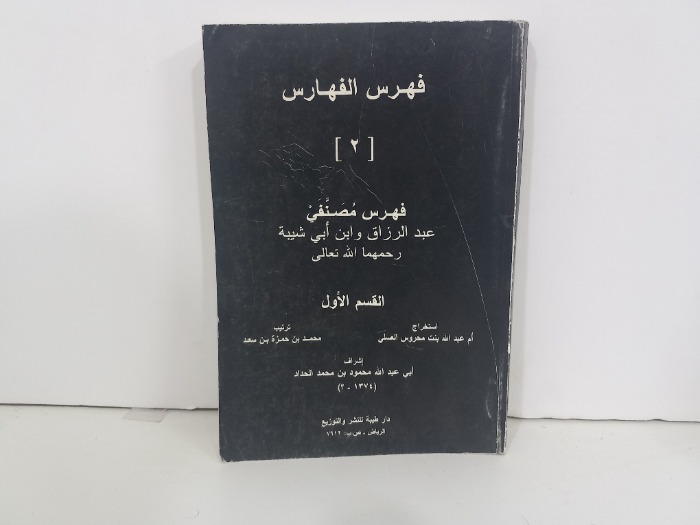 فهرس الفهارس
[ ٢ ]
فهرس مُصَنَّفَيْ
عبد الرزاق وابن أبي شيبة
رحمهما الله تعالى
القسم الأول
استخراج
أم عبد الله بنت محروس العسلي
ترتيب
محمد بن حمزة بن سعد
إشراف
أبي عبد الله محمود بن محمد الحداد
(١٣٧٤ - ؟)
دار طيبة للنشر والتوزيع
الرياض - ص.ب: ٧٦١٢